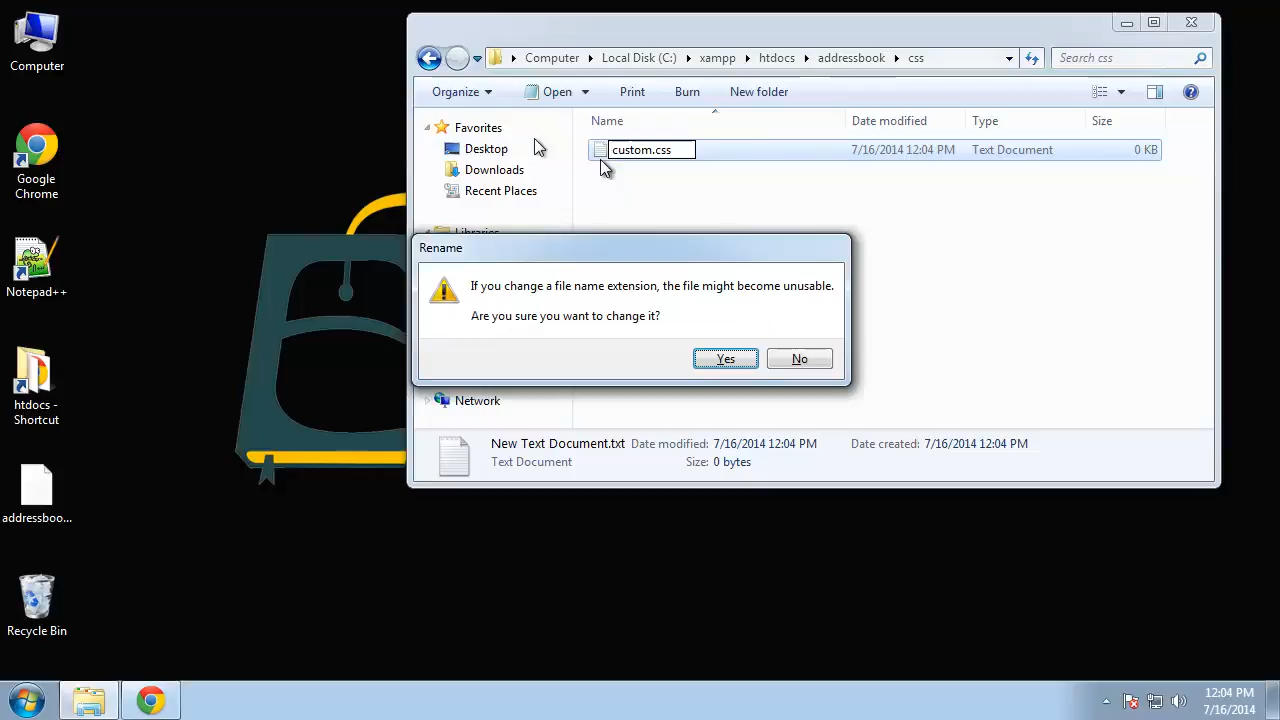 Computer
Google
Chrome
Notepad++
htdocs -
Shortcut
addressboo...
Recycle Bin
Computer
Local Disk (C:)
xampp
htdocs
addressbook
css
Search css
Organize
Open
Print
Burn
New folder
Favorites
Desktop
Downloads
Recent Places
Libraries
Network
Name
Date modified
Type
Size
custom.css
7/16/2014 12:04 PM
Text Document
0 KB
Rename
If you change a file name extension, the file might become unusable.
Are you sure you want to change it?
Yes
No
New Text Document.txt
Date modified: 7/16/2014 12:04 PM
Date created: 7/16/2014 12:04 PM
Text Document
Size: 0 bytes
12:04 PM
7/16/2014